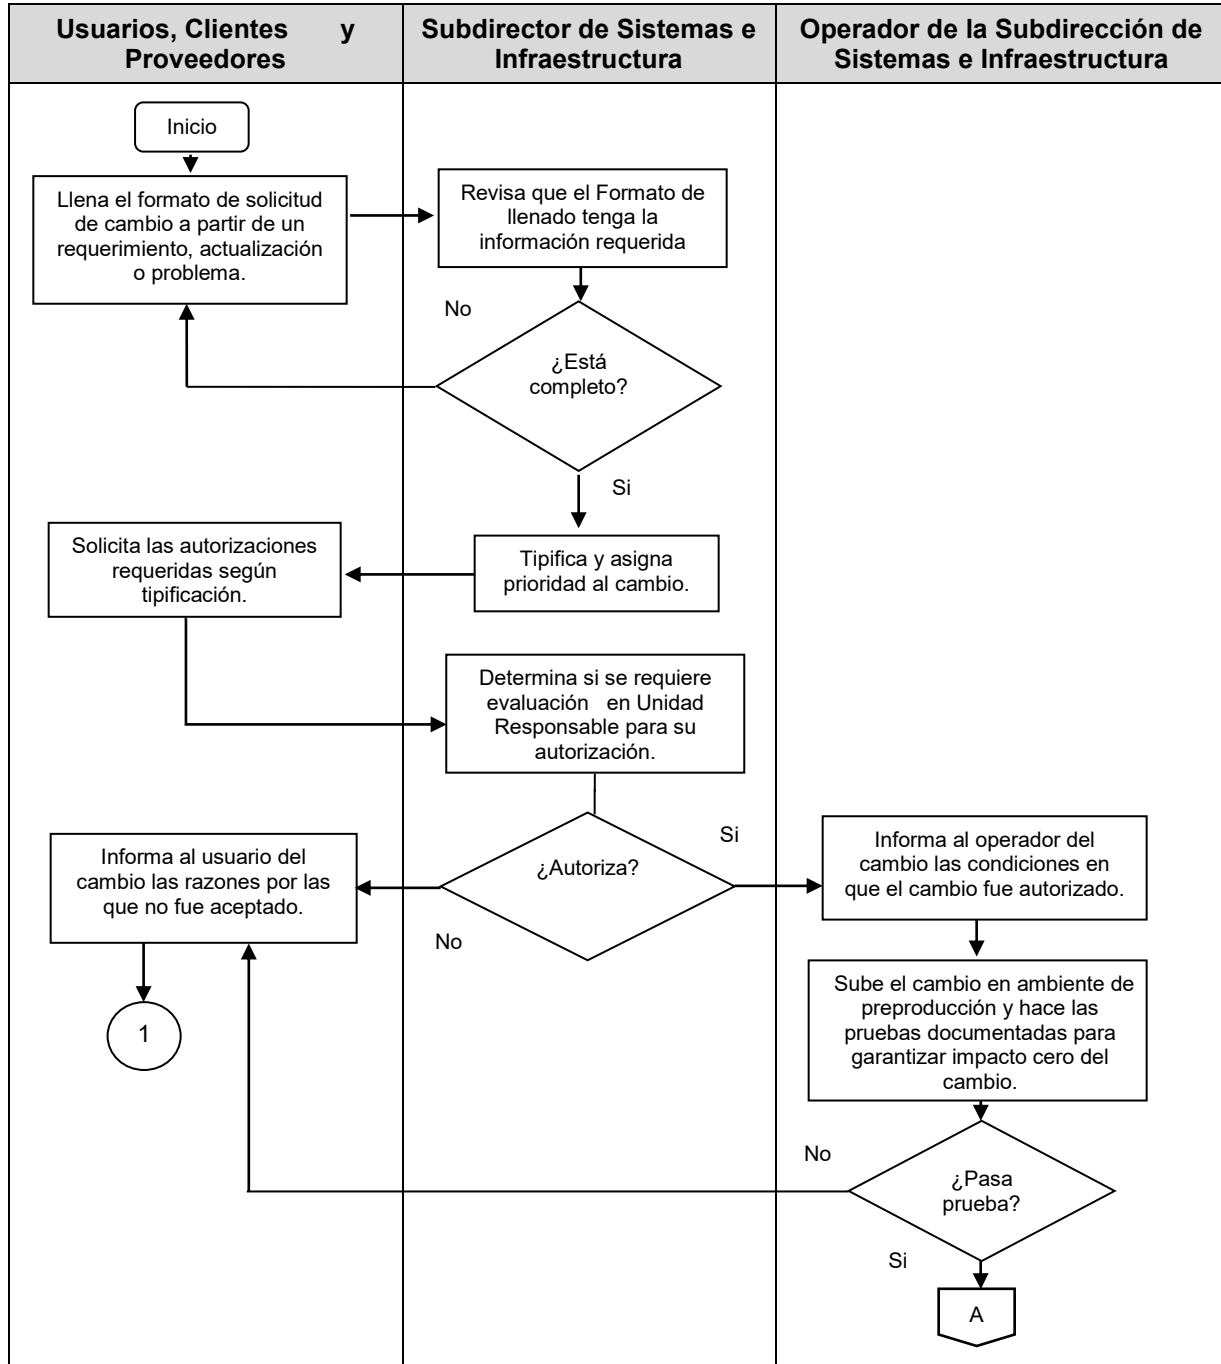 Usuarios, Clientes y
Proveedores
Subdirector de Sistemas e
Infraestructura
Operador de la Subdirección de
Sistemas e Infraestructura
Inicio
Llena el formato de solicitud
de cambio a partir de un
requerimiento, actualización
o problema.
Revisa que el Formato de
llenado tenga la
información requerida
No
¿Está
completo?
Si
Tipifica y asigna
prioridad al cambio.
Solicita las autorizaciones
requeridas según
tipificación.
Determina si se requiere
evaluación en Unidad
Responsable para su
autorización.
¿Autoriza?
Si
No
Informa al usuario del
cambio las razones por las
que no fue aceptado.
1
Informa al operador del
cambio las condiciones en
que el cambio fue autorizado.
Sube el cambio en ambiente de
preproducción y hace las
pruebas documentadas para
garantizar impacto cero del
cambio.
No
¿Pasa
prueba?
Si
A